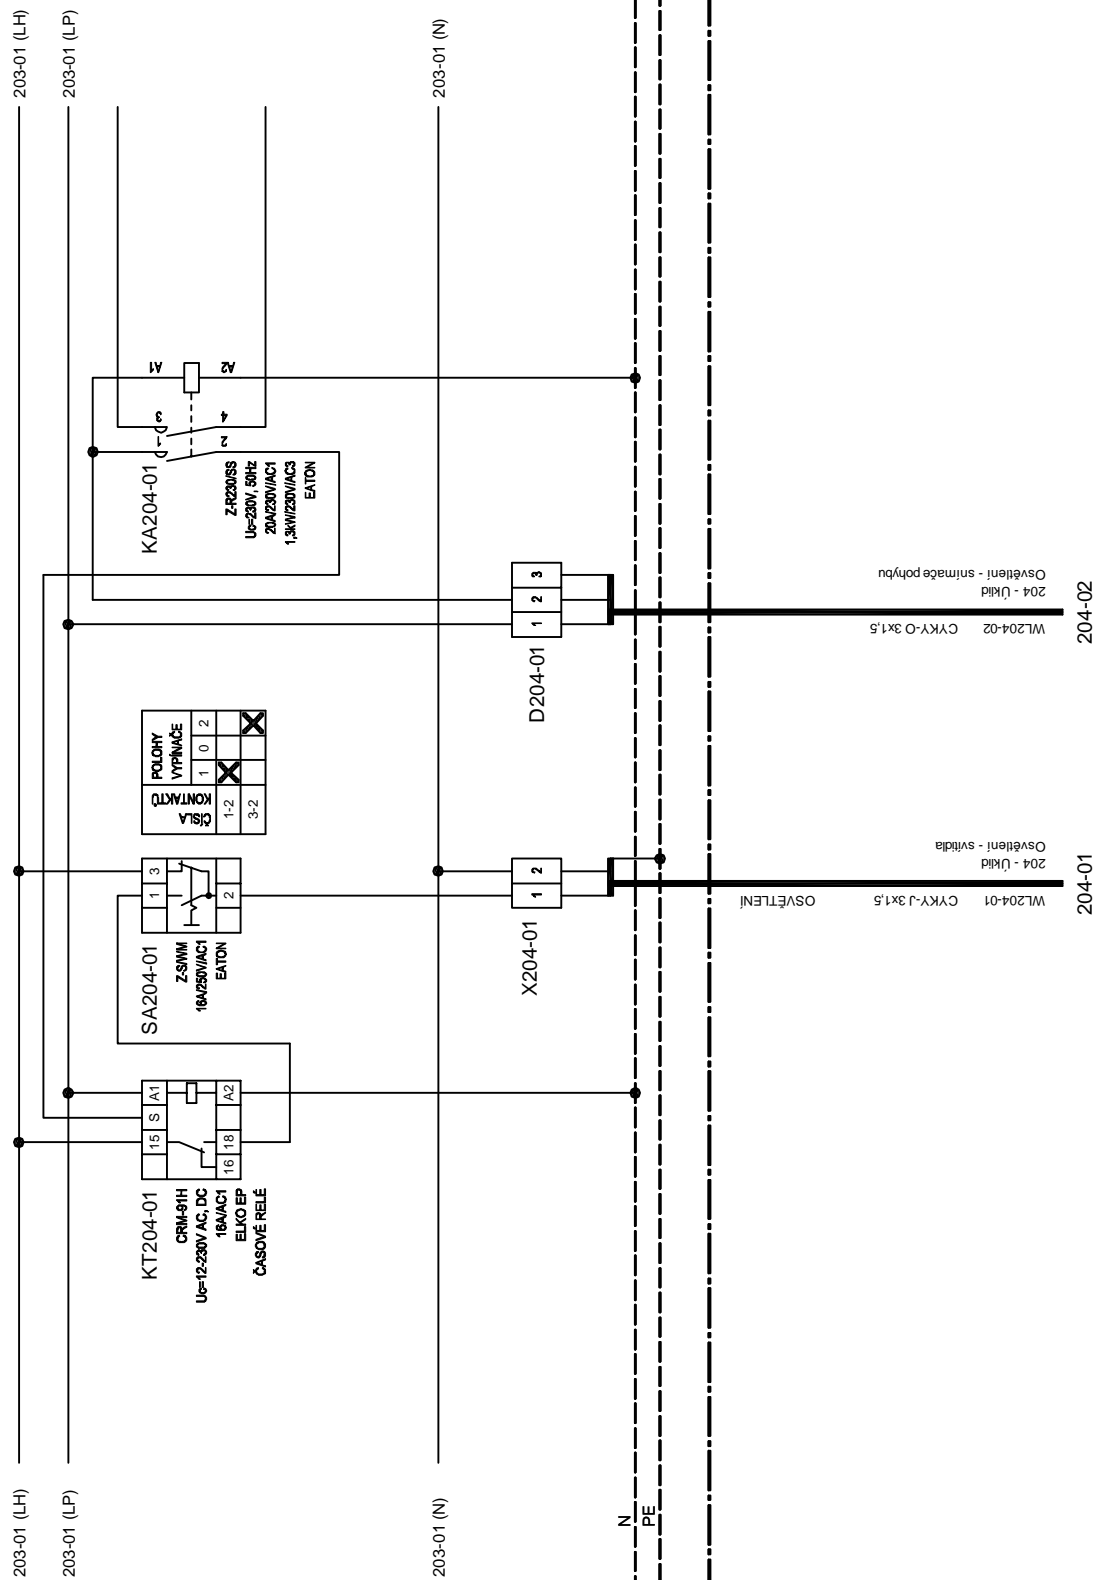 203-01 (LH)
203-01 (LP)
203-01 (N)
N
PE
KT204-01
CRM-91H
Uc=12-230V AC, DC
16A/AC1
ELKO EP
ČASOVÉ RELÉ
15
S
A1
16
18
A2
SA204-01
Z-S/WM
16A/250V/AC1
EATON
1
3
2
ČÍSLA
KONTAKTŮ
POLOHY
VYPÍNAČE
1
0
2
1-2
3-2
X204-01
1
2
OSVĚTLENÍ
WL204-01
CYKY-J 3x1,5
204 - Úklid
Osvětlení - svítidla
204-01
KA204-01
Z-R230/SS
Uc=230V, 50Hz
20A/230V/AC1
1,3kW/230V/AC3
EATON
1
2
3
4
A1
A2
D204-01
1
2
3
WL204-02
CYKY-O 3x1,5
204 - Úklid
Osvětlení - snímače pohybu
204-02
203-01 (LH)
203-01 (LP)
203-01 (N)